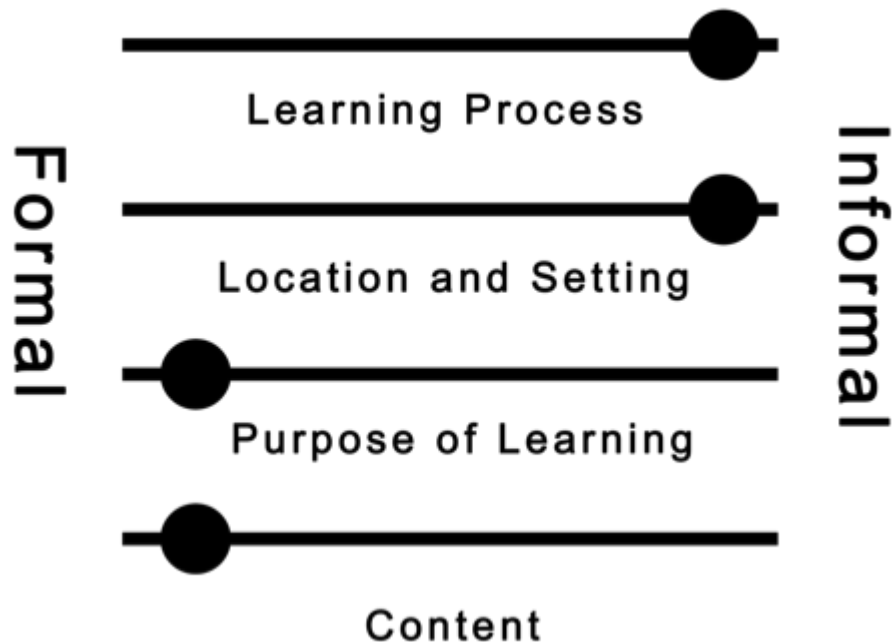 Formal
Learning Process
Location and Setting
Purpose of Learning
Content
Informal